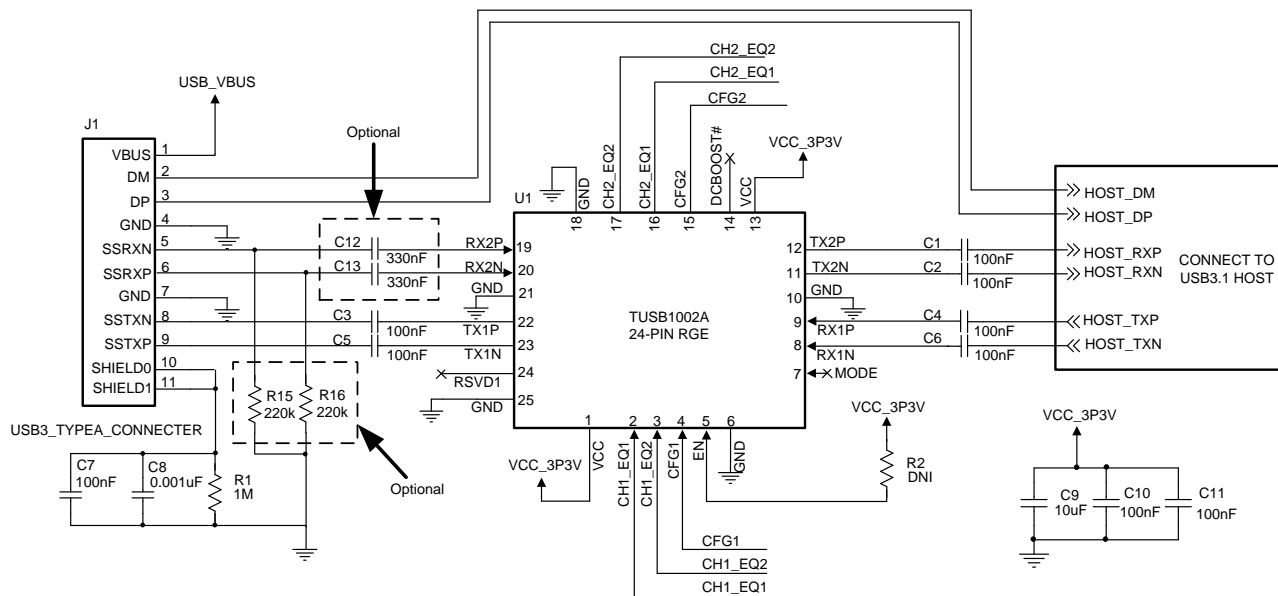 USB_VBUS
J1
VBUS 1
DM 2
DP 3
GND 4
SSRXN 5
SSRXP 6
GND 7
SSTXN 8
SSTXP 9
SHIELD0 10
SHIELD1 11
USB3_TYPEA_CONNECTER
C7
100nF
C8
0.001uF
R1
1M
Optional
C12
330nF
C13
330nF
C3
100nF
C5
100nF
R15
220k
R16
220k
Optional
CH2_EQ2
CH2_EQ1
CFG2
GND
CH2_EQ2
CH2_EQ1
CFG2
DCBOOST#
VCC
VCC_3P3V
U1
18
17
16
15
14
13
RX2P 19
RX2N 20
GND 21
TX1P 22
TX1N 23
RSVD1 24
GND 25
TUSB1002A
24-PIN RGE
12 TX2P
11 TX2N
10 GND
9 RX1P
8 RX1N
7 MODE
1
2
3
4
5
6
VCC
CH1_EQ1
CH1_EQ2
CFG1
EN
GND
VCC_3P3V
CFG1
CH1_EQ2
CH1_EQ1
VCC_3P3V
R2
DNI
C1
100nF
C2
100nF
C4
100nF
C6
100nF
HOST_DM
HOST_DP
HOST_RXP
HOST_RXN
CONNECT TO
USB3.1 HOST
HOST_TXP
HOST_TXN
VCC_3P3V
C9
10uF
C10
100nF
C11
100nF